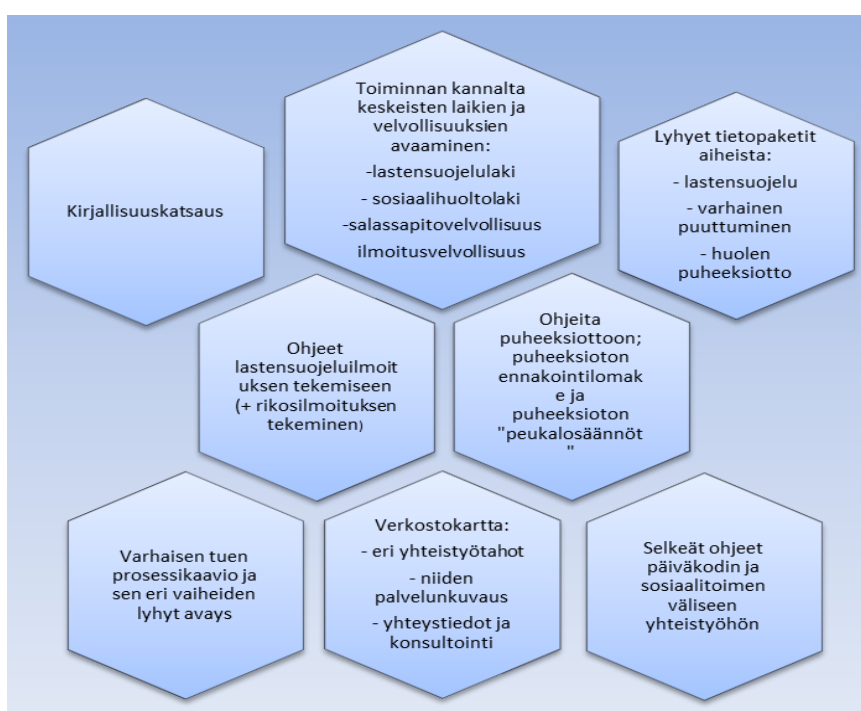 Kirjallisuuskatsaus
Toiminnan kannalta
keskeisten laikien ja
velvollisuuksien
avaaminen:
-lastensuojelulaki
- sosiaalihuoltolaki
-salassapitovelvollisuus
ilmoitusvelvollisuus
Lyhyet tietopaketit
aiheista:
- lastensuojelu
- varhainen
puuttuminen
- huolen
puheeksiotto
Ohjeet
lastensuojeluilmoit
uksen tekemiseen
(+ rikosilmoituksen
tekeminen)
Ohjeita
puheeksiottoon;
puheeksioton
ennakointilomak
e ja
puheeksioton
"peukalosäännöt
"
Varhaisen tuen
prosessikaavio ja
sen eri vaiheiden
lyhyt avays
Verkostokartta:
- eri yhteistyötahot
- niiden
palvelunkuvaus
- yhteystiedot ja
konsultointi
Selkeät ohjeet
päiväkodin ja
sosiaalitoimen
väliseen
yhteistyöhön